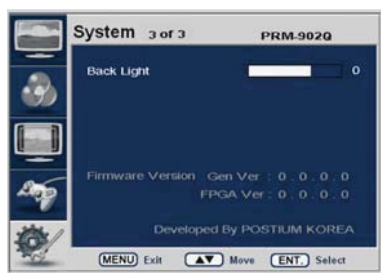 System 3 of 3 PRM-902Q
Back Light 0
Firmware Version Gen Ver : 0 . 0 . 0 . 0
FPGA Ver : 0 . 0 . 0 . 0
Developed By POSTIUM KOREA
MENU Exit ▲▼ Move ENT. Select